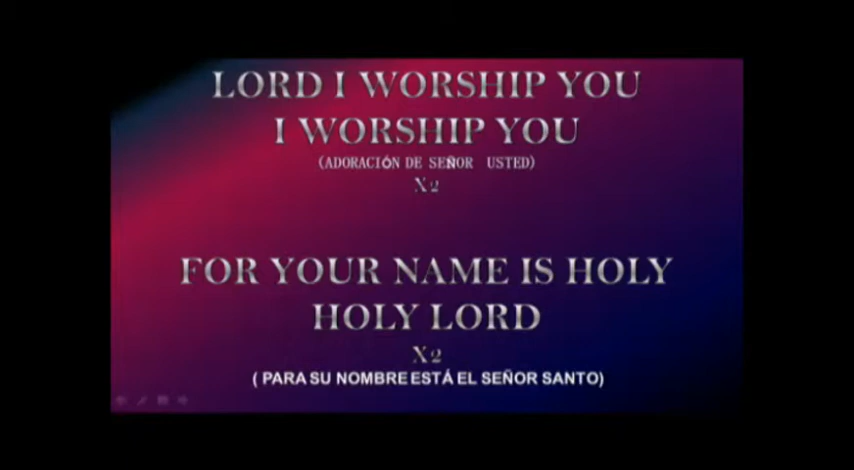 LORD I WORSHIP YOU
I WORSHIP YOU
(ADORACIÓN DE SEÑOR USTED)
X2
FOR YOUR NAME IS HOLY
HOLY LORD
X2
( PARA SU NOMBRE ESTÁ EL SEÑOR SANTO)